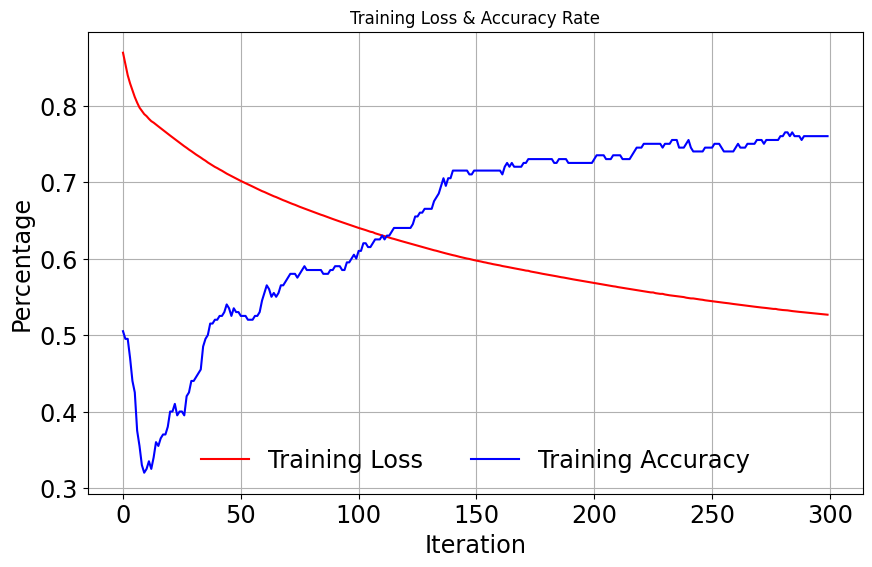 Training Loss & Accuracy Rate
0.8
0.7
0.6
0.5
0.4
0.3
Percentage
Training Loss Training Accuracy
0 50 100 150 200 250 300
Iteration